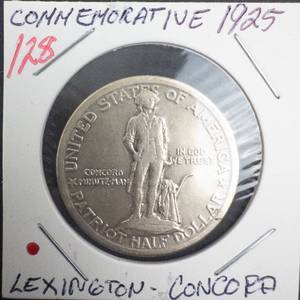 COMMEMORATIVE 1925
128
UNITED STATES OF AMERICA
IN GOD
WE TRUST
CONCORD
MINUTE-MAN
PATRIOT HALF DOLLAR
LEXINGTON - CONCORD